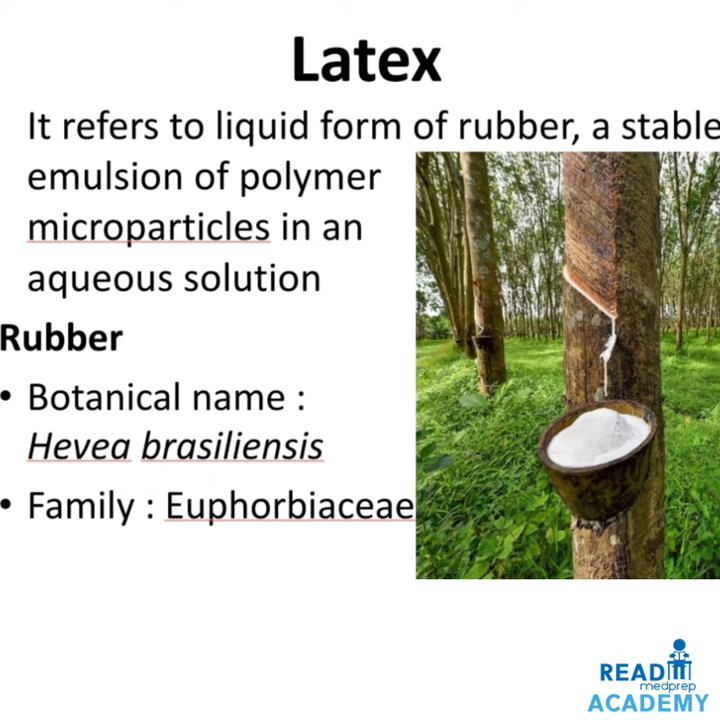 Latex
It refers to liquid form of rubber, a stable
emulsion of polymer
microparticles in an
aqueous solution
Rubber
• Botanical name :
Hevea brasiliensis
• Family : Euphorbiaceae
READ
medprep
ACADEMY